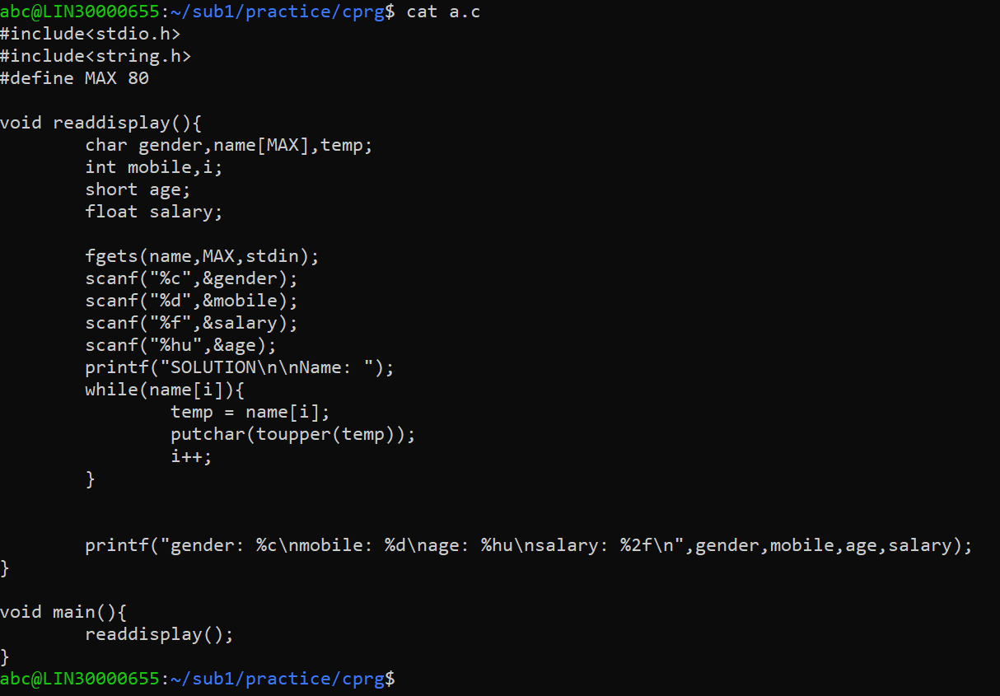 abc@LIN30000655:~/sub1/practice/cprg$ cat a.c
#include<stdio.h>
#include<string.h>
#define MAX 80

void readdisplay(){
        char gender,name[MAX],temp;
        int mobile,i;
        short age;
        float salary;

        fgets(name,MAX,stdin);
        scanf("%c",&gender);
        scanf("%d",&mobile);
        scanf("%f",&salary);
        scanf("%hu",&age);
        printf("SOLUTION\n\nName: ");
        while(name[i]){
                temp = name[i];
                putchar(toupper(temp));
                i++;
        }


        printf("gender: %c\nmobile: %d\nage: %hu\nsalary: %2f\n",gender,mobile,age,salary);
}

void main(){
        readdisplay();
}
abc@LIN30000655:~/sub1/practice/cprg$